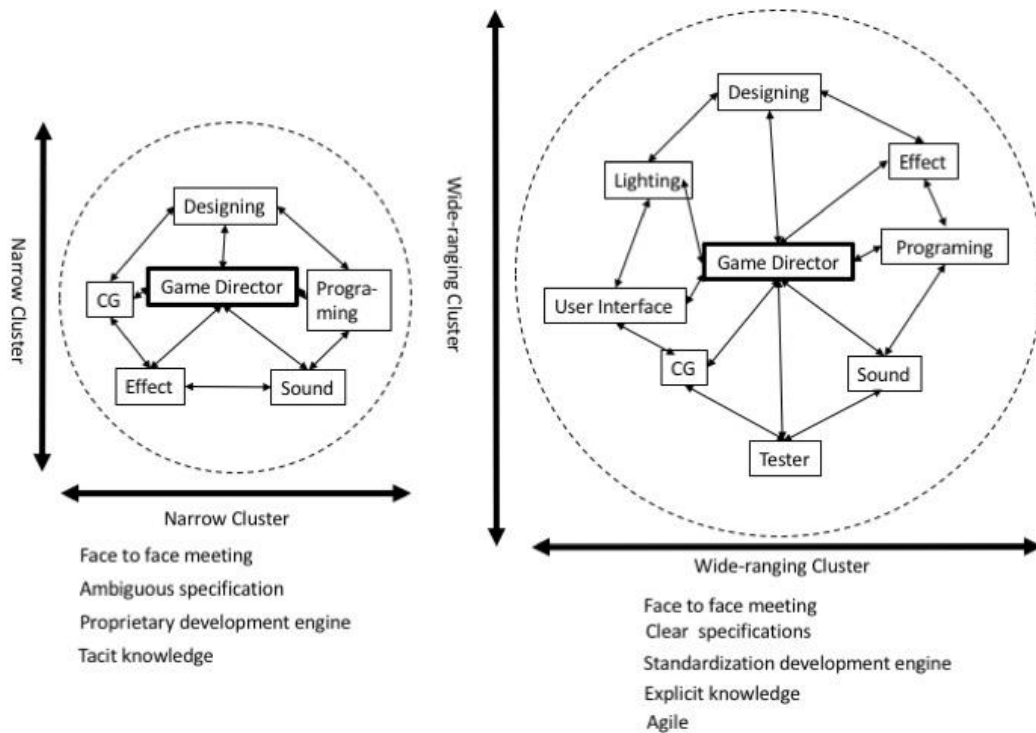 Narrow Cluster
Designing
CG
Game Director
Progra-
ming
Effect
Sound
Narrow Cluster
Face to face meeting
Ambiguous specification
Proprietary development engine
Tacit knowledge
Wide-ranging Cluster
Designing
Lighting
Effect
Programing
Game Director
User Interface
CG
Sound
Tester
Wide-ranging Cluster
Face to face meeting
Clear specifications
Standardization development engine
Explicit knowledge
Agile